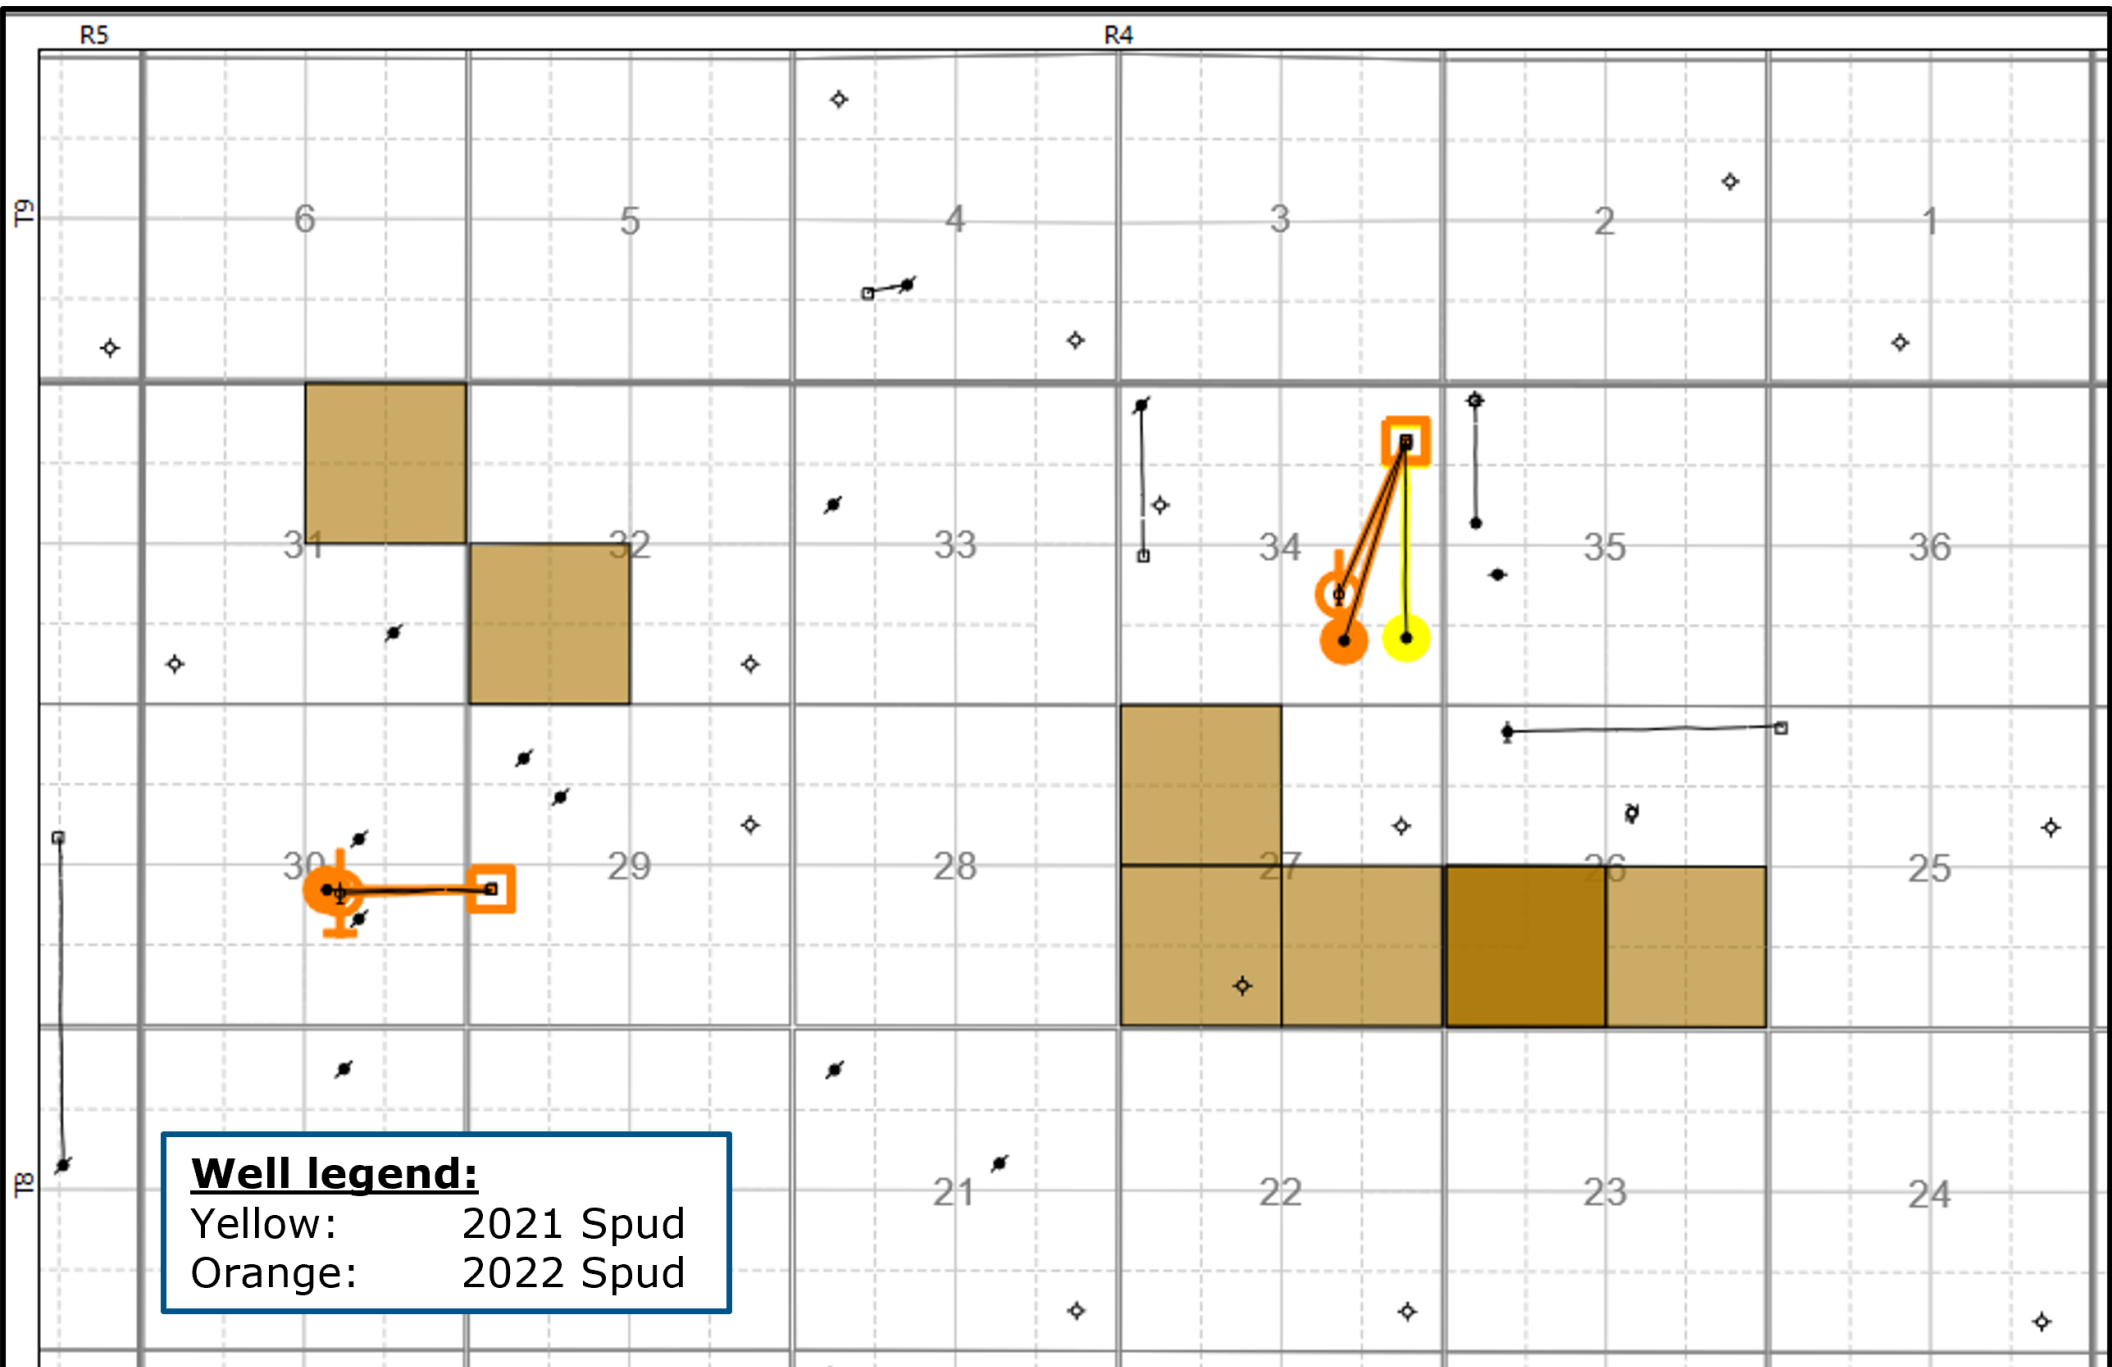 R5 R4
T9
6 5 4 3 2 1
31 32 33 34 35 36
30 29 28 27 26 25
T8
21 22 23 24
Well legend:
Yellow: 2021 Spud
Orange: 2022 Spud